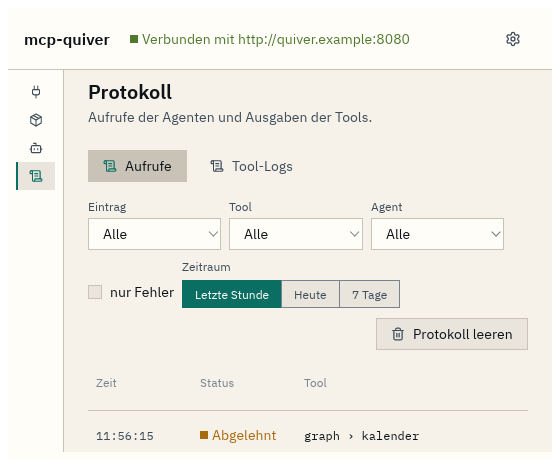 mcp-quiver Verbunden mit http://quiver.example:8080
Protokoll
Aufrufe der Agenten und Ausgaben der Tools.
Aufrufe Tool-Logs
Eintrag Tool Agent
Alle Alle Alle
Zeitraum
nur Fehler Letzte Stunde Heute 7 Tage
Protokoll leeren
Zeit Status Tool
11:56:15 Abgelehnt graph › kalender